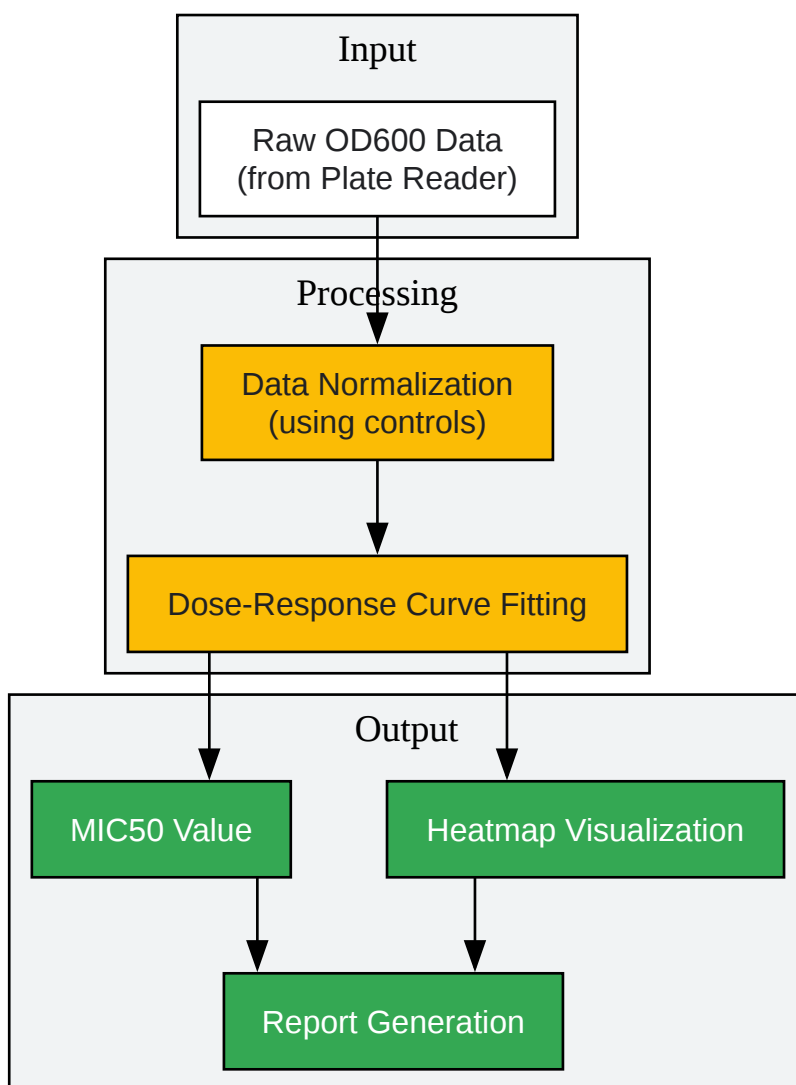 Input
Raw OD600 Data
(from Plate Reader)
Processing
Data Normalization
(using controls)
Dose-Response Curve Fitting
Output
MIC50 Value
Heatmap Visualization
Report Generation